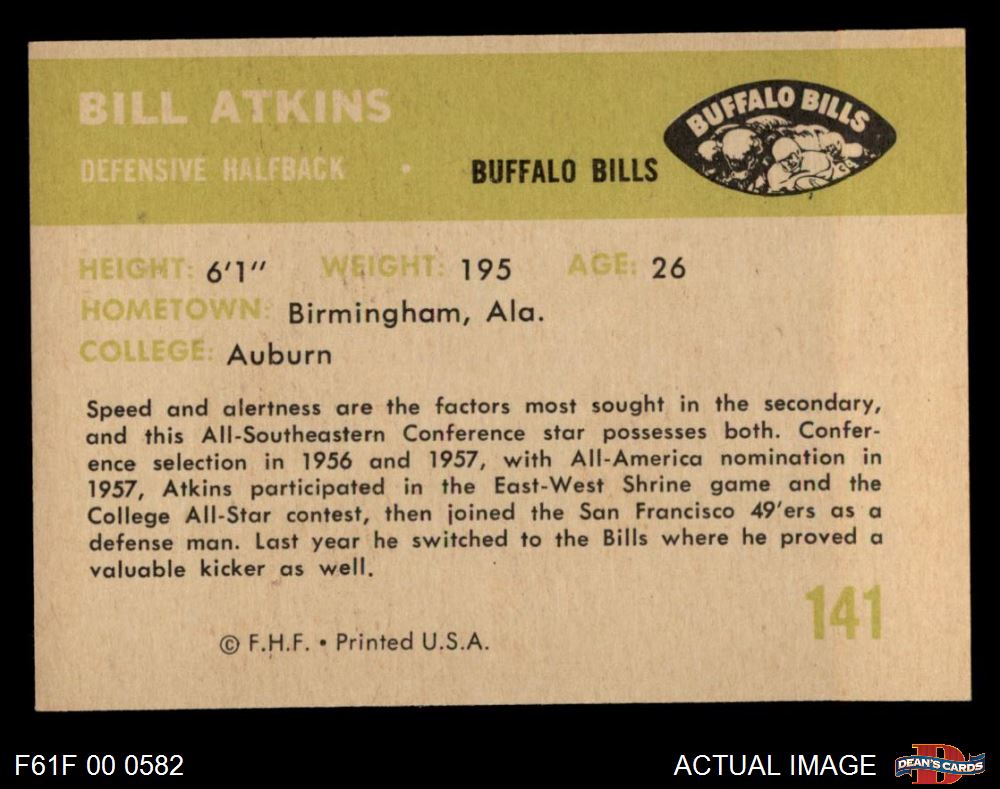 BILL ATKINS
DEFENSIVE HALFBACK • BUFFALO BILLS
BUFFALO BILLS
HEIGHT: 6'1" WEIGHT: 195 AGE: 26
HOMETOWN: Birmingham, Ala.
COLLEGE: Auburn
Speed and alertness are the factors most sought in the secondary,
and this All-Southeastern Conference star possesses both. Confer-
ence selection in 1956 and 1957, with All-America nomination in
1957, Atkins participated in the East-West Shrine game and the
College All-Star contest, then joined the San Francisco 49'ers as a
defense man. Last year he switched to the Bills where he proved a
valuable kicker as well.
141
© F.H.F. • Printed U.S.A.
F61F 00 0582
ACTUAL IMAGE
D
DEAN'S CARDS